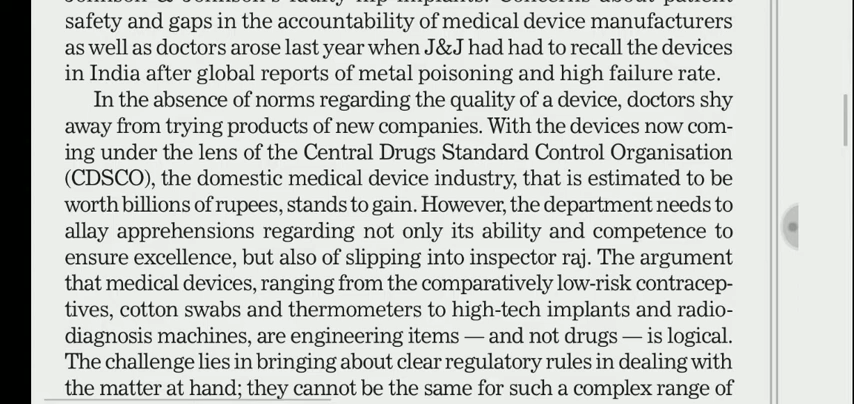 Johnson & Johnson's faulty hip implants. Concerns about patient
safety and gaps in the accountability of medical device manufacturers
as well as doctors arose last year when J&J had had to recall the devices
in India after global reports of metal poisoning and high failure rate.
In the absence of norms regarding the quality of a device, doctors shy
away from trying products of new companies. With the devices now com-
ing under the lens of the Central Drugs Standard Control Organisation
(CDSCO), the domestic medical device industry, that is estimated to be
worth billions of rupees, stands to gain. However, the department needs to
allay apprehensions regarding not only its ability and competence to
ensure excellence, but also of slipping into inspector raj. The argument
that medical devices, ranging from the comparatively low-risk contracep-
tives, cotton swabs and thermometers to high-tech implants and radio-
diagnosis machines, are engineering items — and not drugs — is logical.
The challenge lies in bringing about clear regulatory rules in dealing with
the matter at hand; they cannot be the same for such a complex range of